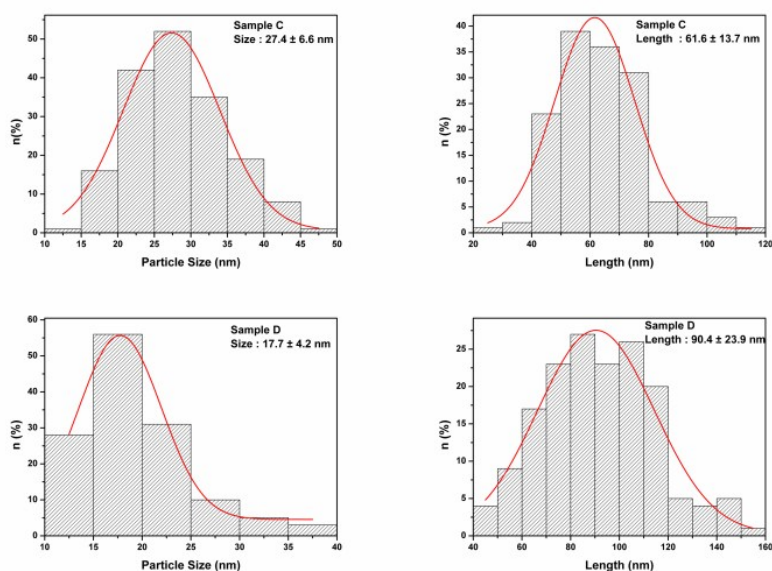 Sample C
Size : 27.4 ± 6.6 nm
n(%)
50
40
30
20
10
0
10 15 20 25 30 35 40 45 50
Particle Size (nm)
Sample C
Length : 61.6 ± 13.7 nm
n(%)
40
35
30
25
20
15
10
5
0
20 40 60 80 100 120
Length (nm)
Sample D
Size : 17.7 ± 4.2 nm
n (%)
60
50
40
30
20
10
0
10 15 20 25 30 35 40
Particle Size (nm)
Sample D
Length : 90.4 ± 23.9 nm
n (%)
25
20
15
10
5
0
40 60 80 100 120 140 160
Length (nm)